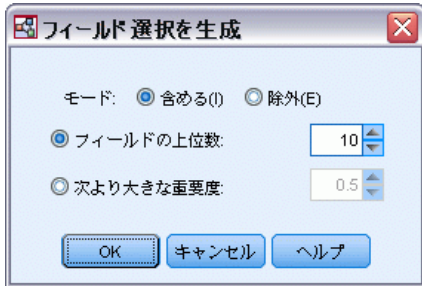 フィールド選択を生成
モード: 含める(I) 除外(E)
フィールドの上位数: 10
次より大きな重要度: 0.5
OK キャンセル ヘルプ